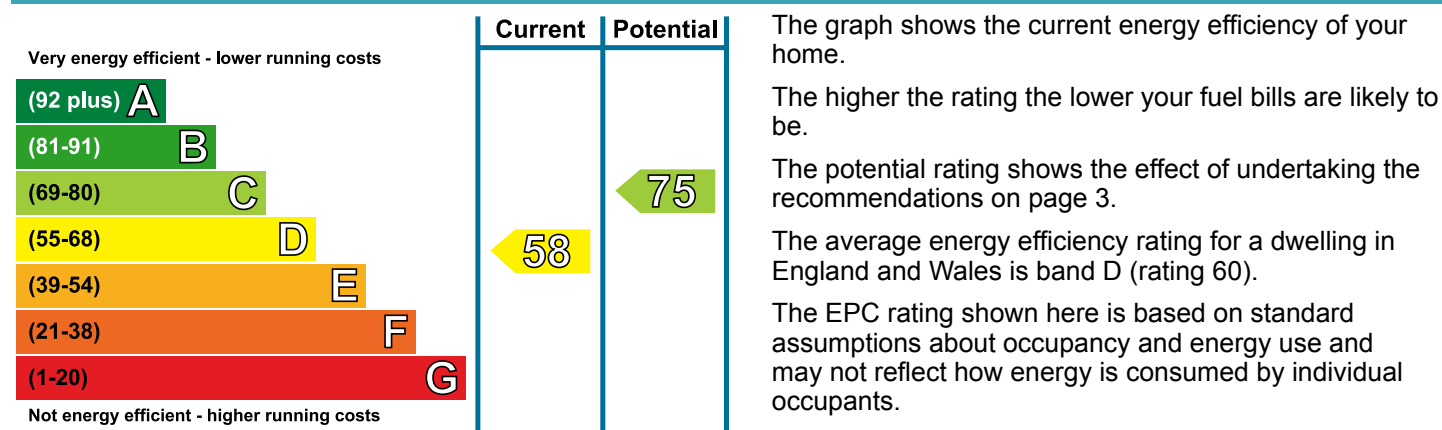 Current Potential
Very energy efficient - lower running costs
(92 plus) A
(81-91) B
(69-80) C
75
(55-68) D
58
(39-54) E
(21-38) F
(1-20) G
Not energy efficient - higher running costs
The graph shows the current energy efficiency of your
home.
The higher the rating the lower your fuel bills are likely to
be.
The potential rating shows the effect of undertaking the
recommendations on page 3.
The average energy efficiency rating for a dwelling in
England and Wales is band D (rating 60).
The EPC rating shown here is based on standard
assumptions about occupancy and energy use and
may not reflect how energy is consumed by individual
occupants.